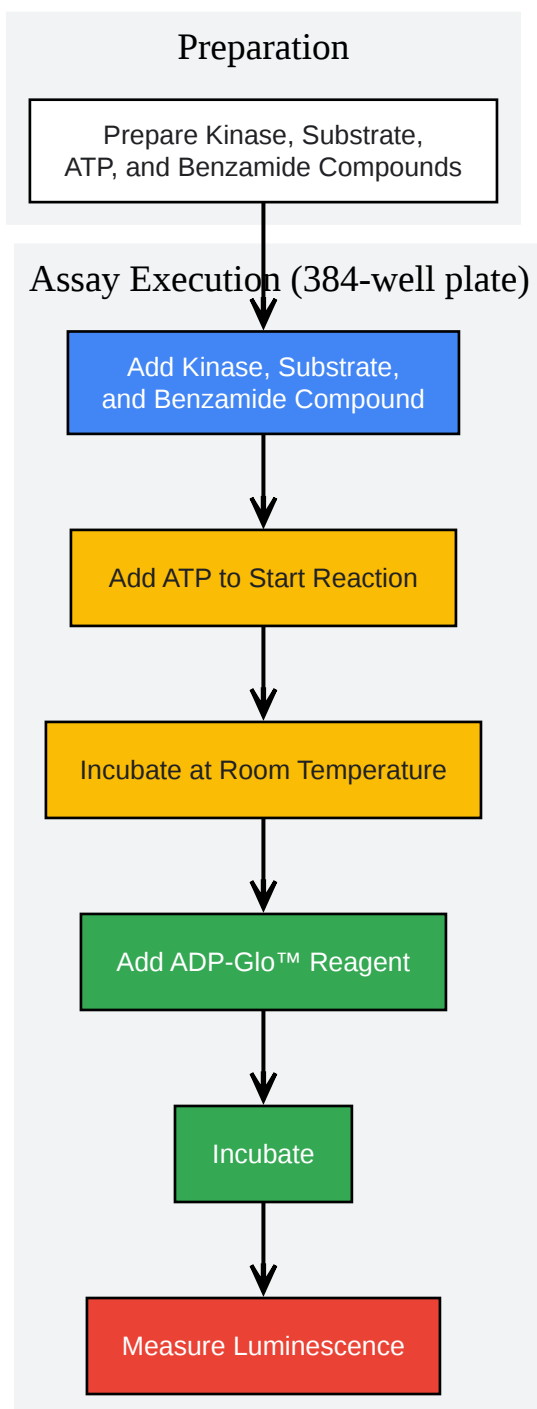 Preparation
Prepare Kinase, Substrate,
ATP, and Benzamide Compounds
Assay Execution (384-well plate)
Add Kinase, Substrate,
and Benzamide Compound
Add ATP to Start Reaction
Incubate at Room Temperature
Add ADP-Glo™ Reagent
Incubate
Measure Luminescence